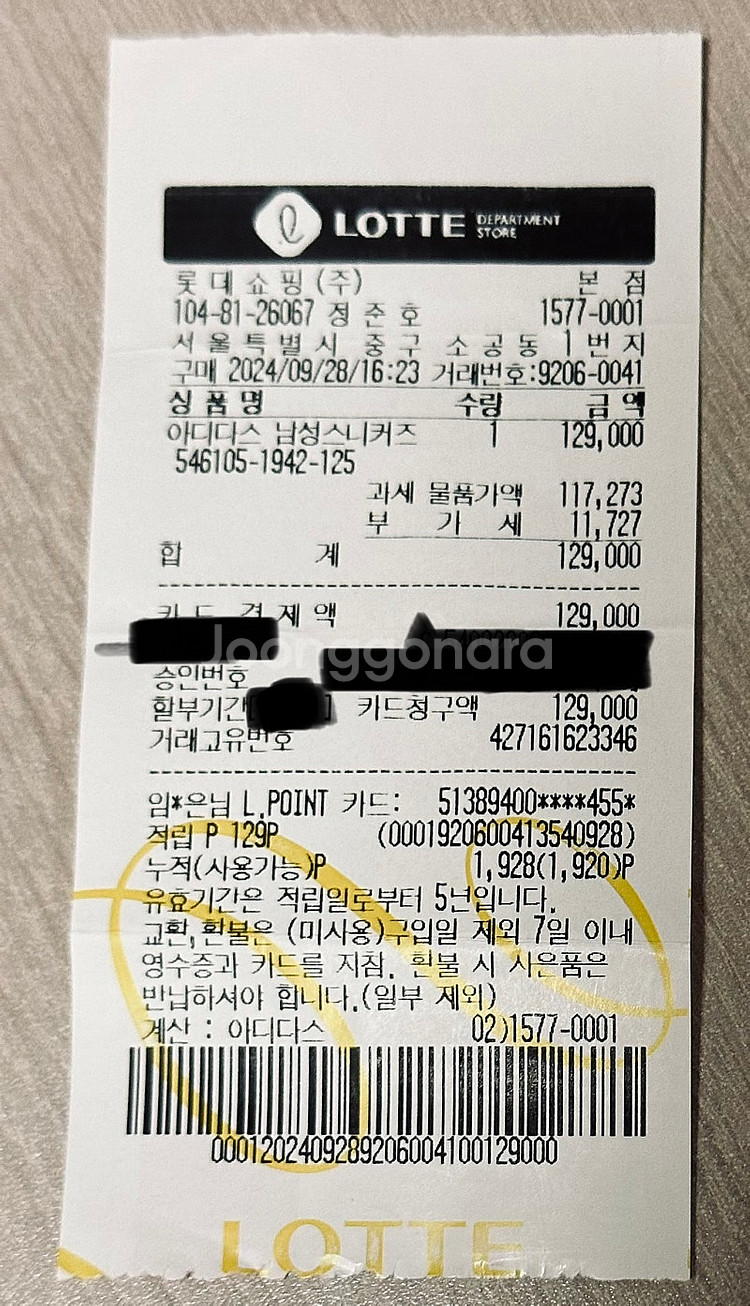 LOTTE DEPARTMENT STORE
롯데쇼핑(주) 본 점
104-81-26067 정준호 1577-0001
서울특별시 중구 소공동 1번지
구매 2024/09/28/16:23 거래번호:9206-0041
상품명 수량 금액
아디다스 남성스니커즈 1 129,000
546105-1942-125
과세 물품가액 117,273
부 가 세 11,727
합 계 129,000
카드 결제액 129,000
Joonggonara
승인번호
할부기간[ ] 카드청구액 129,000
거래고유번호 427161623346
임*은님 L.POINT 카드: 51389400****455*
적립 P 129P (0001920600413540928)
누적(사용가능)P 1,928(1,920)P
유효기간은 적립일로부터 5년입니다.
교환,환불은 (미사용)구입일 제외 7일 이내
영수증과 카드를 지참. 환불 시 사은품은
반납하셔야 합니다.(일부 제외)
계산 : 아디다스 02)1577-0001
0001202409289206004100129000
LOTTE